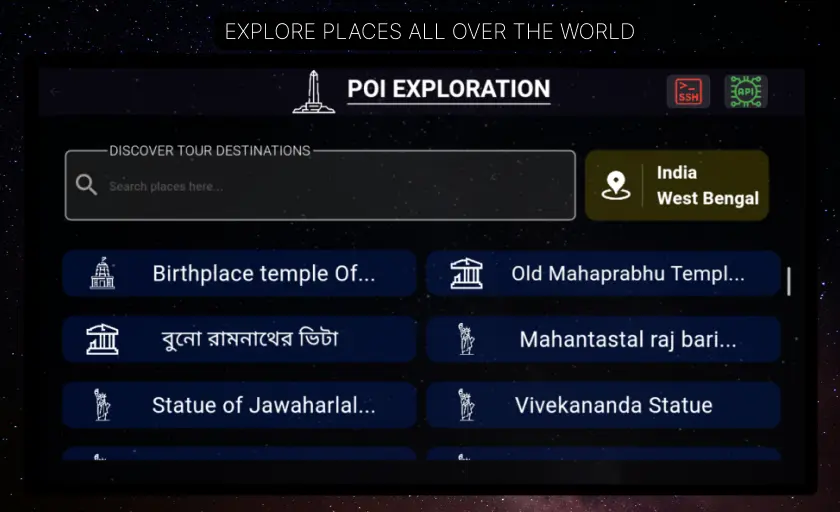 EXPLORE PLACES ALL OVER THE WORLD
POI EXPLORATION
>_
SSH
API
DISCOVER TOUR DESTINATIONS
Search places here...
India
West Bengal
Birthplace temple Of...
Old Mahaprabhu Templ...
বুনো রামনাথের ভিটা
Mahantastal raj bari...
Statue of Jawaharlal...
Vivekananda Statue